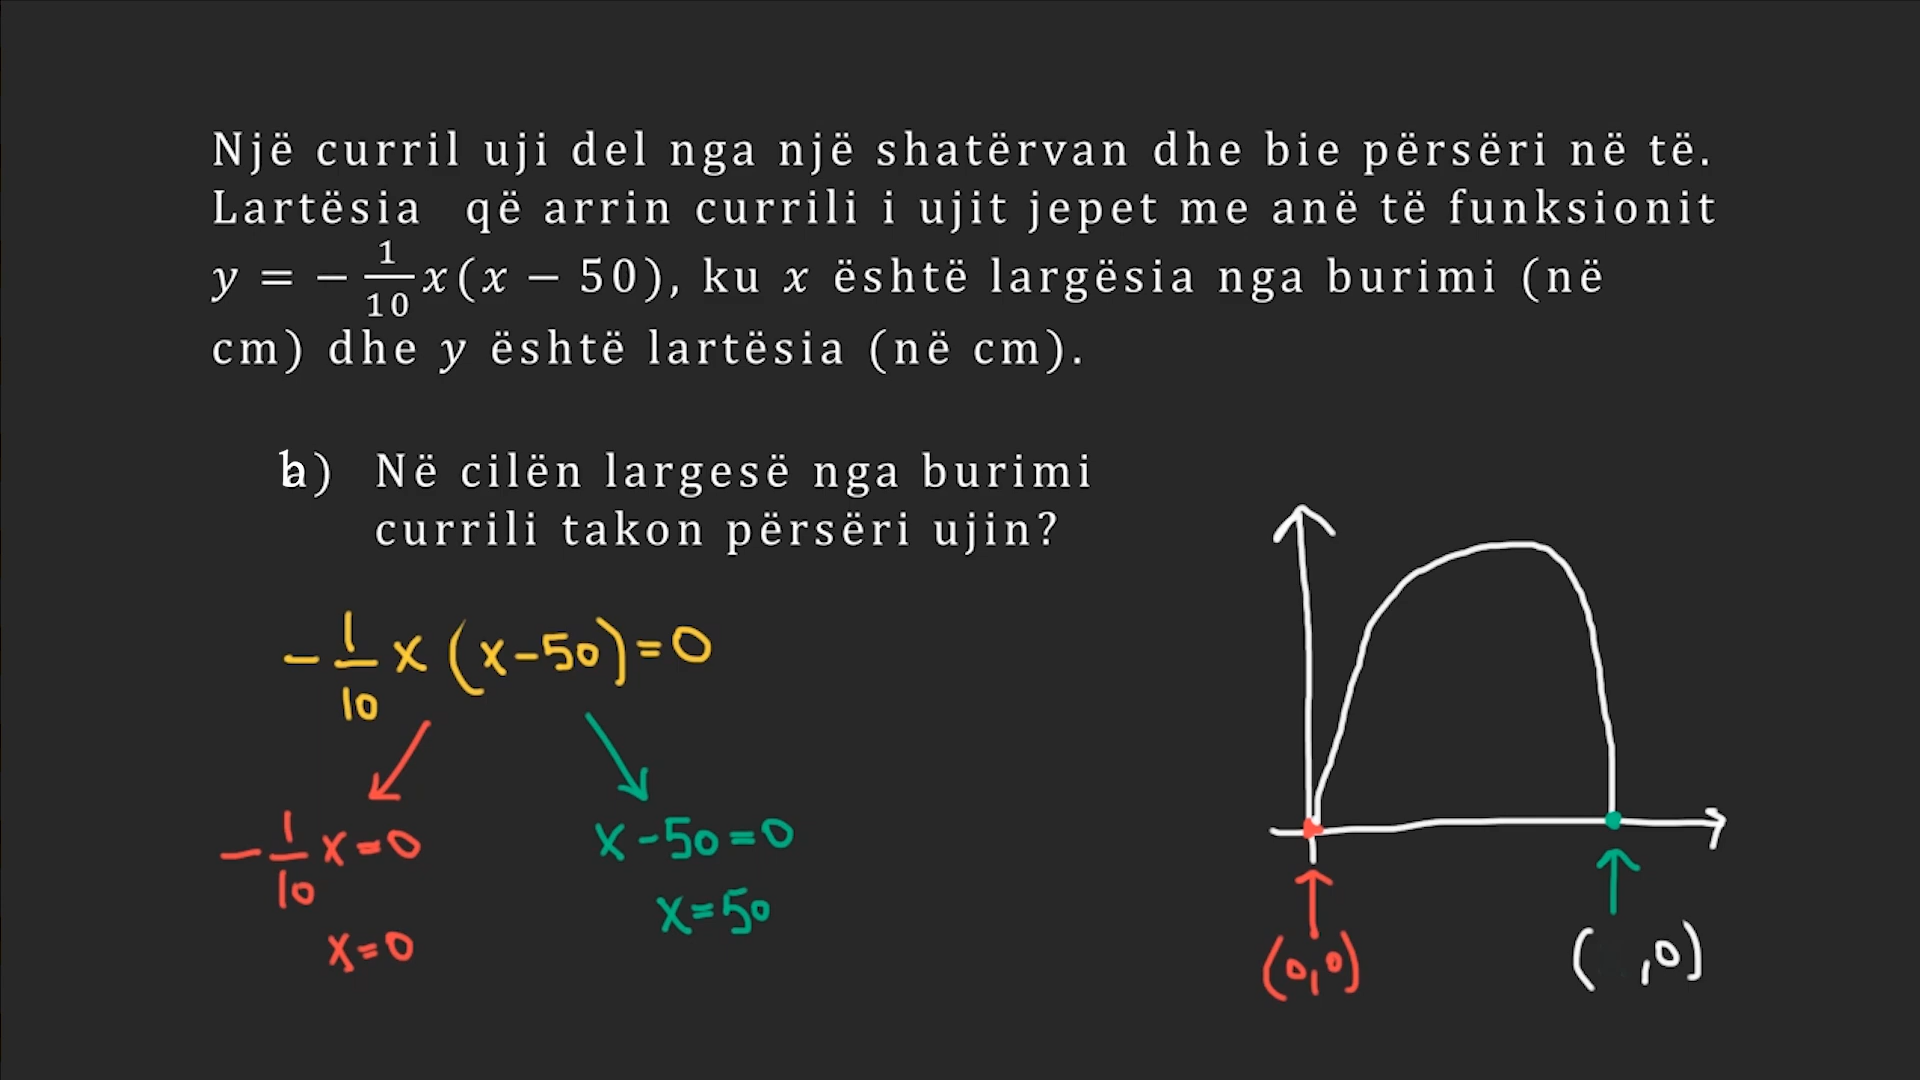 Një curril uji del nga një shatërvan dhe bie përsëri në të.
Lartësia që arrin currili i ujit jepet me anë të funksionit
y = − 1/10 x(x − 50), ku x është largësia nga burimi (në
cm) dhe y është lartësia (në cm).
Në cilën largesë nga burimi
currili takon përsëri ujin?
− 1/10 x (x−50)=0
− 1/10 x=0
x−50=0
x=0
x=50
(0,0)
( ,0)